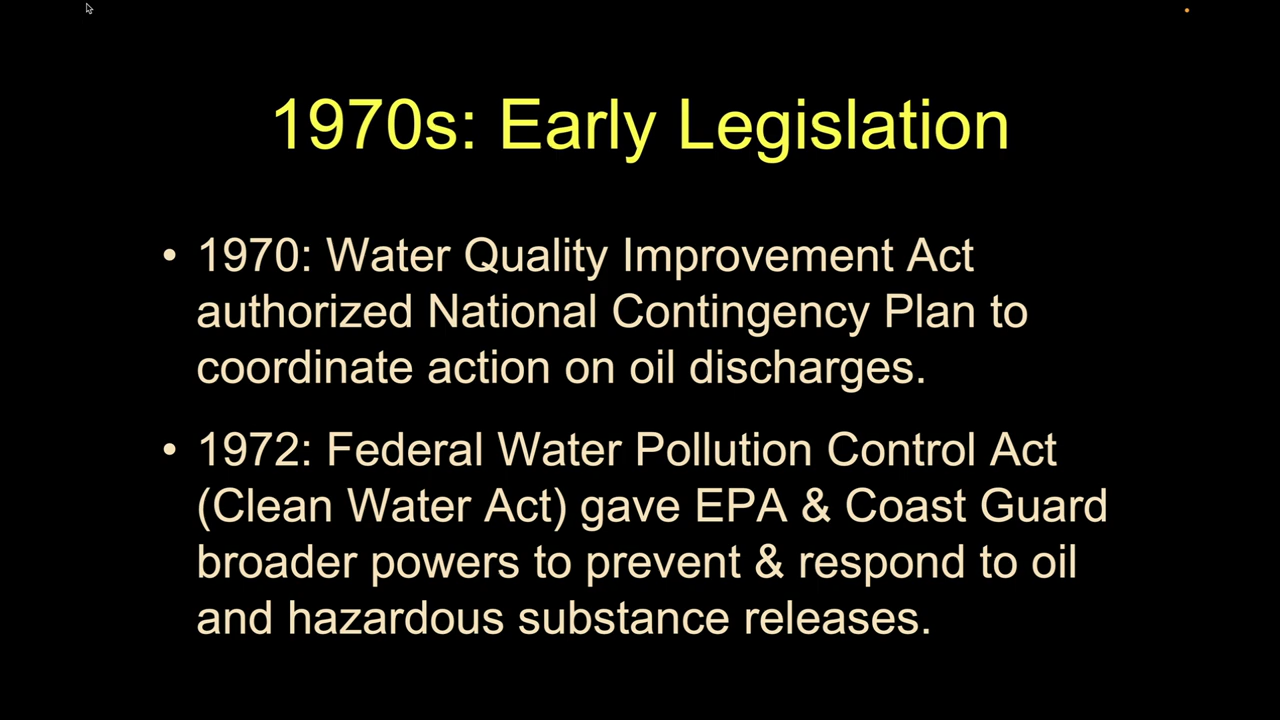 1970s: Early Legislation
• 1970: Water Quality Improvement Act
authorized National Contingency Plan to
coordinate action on oil discharges.
• 1972: Federal Water Pollution Control Act
(Clean Water Act) gave EPA & Coast Guard
broader powers to prevent & respond to oil
and hazardous substance releases.